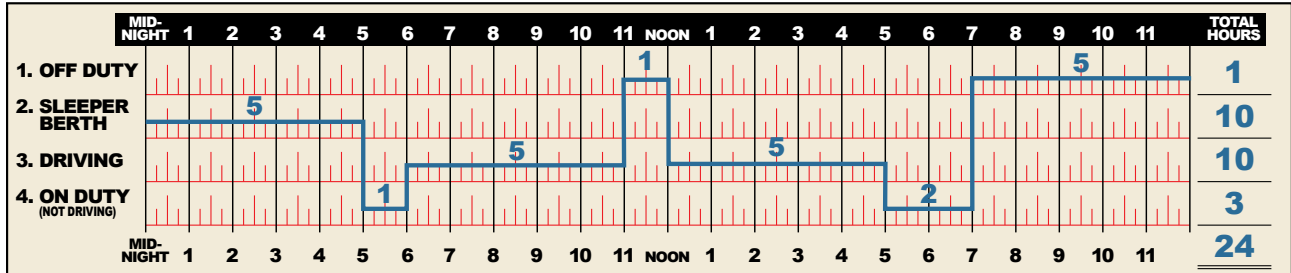 MID-NIGHT 1 2 3 4 5 6 7 8 9 10 11 NOON 1 2 3 4 5 6 7 8 9 10 11 TOTAL HOURS
1. OFF DUTY 1 5 1
2. SLEEPER BERTH 5 10
3. DRIVING 5 5 10
4. ON DUTY (NOT DRIVING) 1 2 3
MID-NIGHT 1 2 3 4 5 6 7 8 9 10 11 NOON 1 2 3 4 5 6 7 8 9 10 11 24